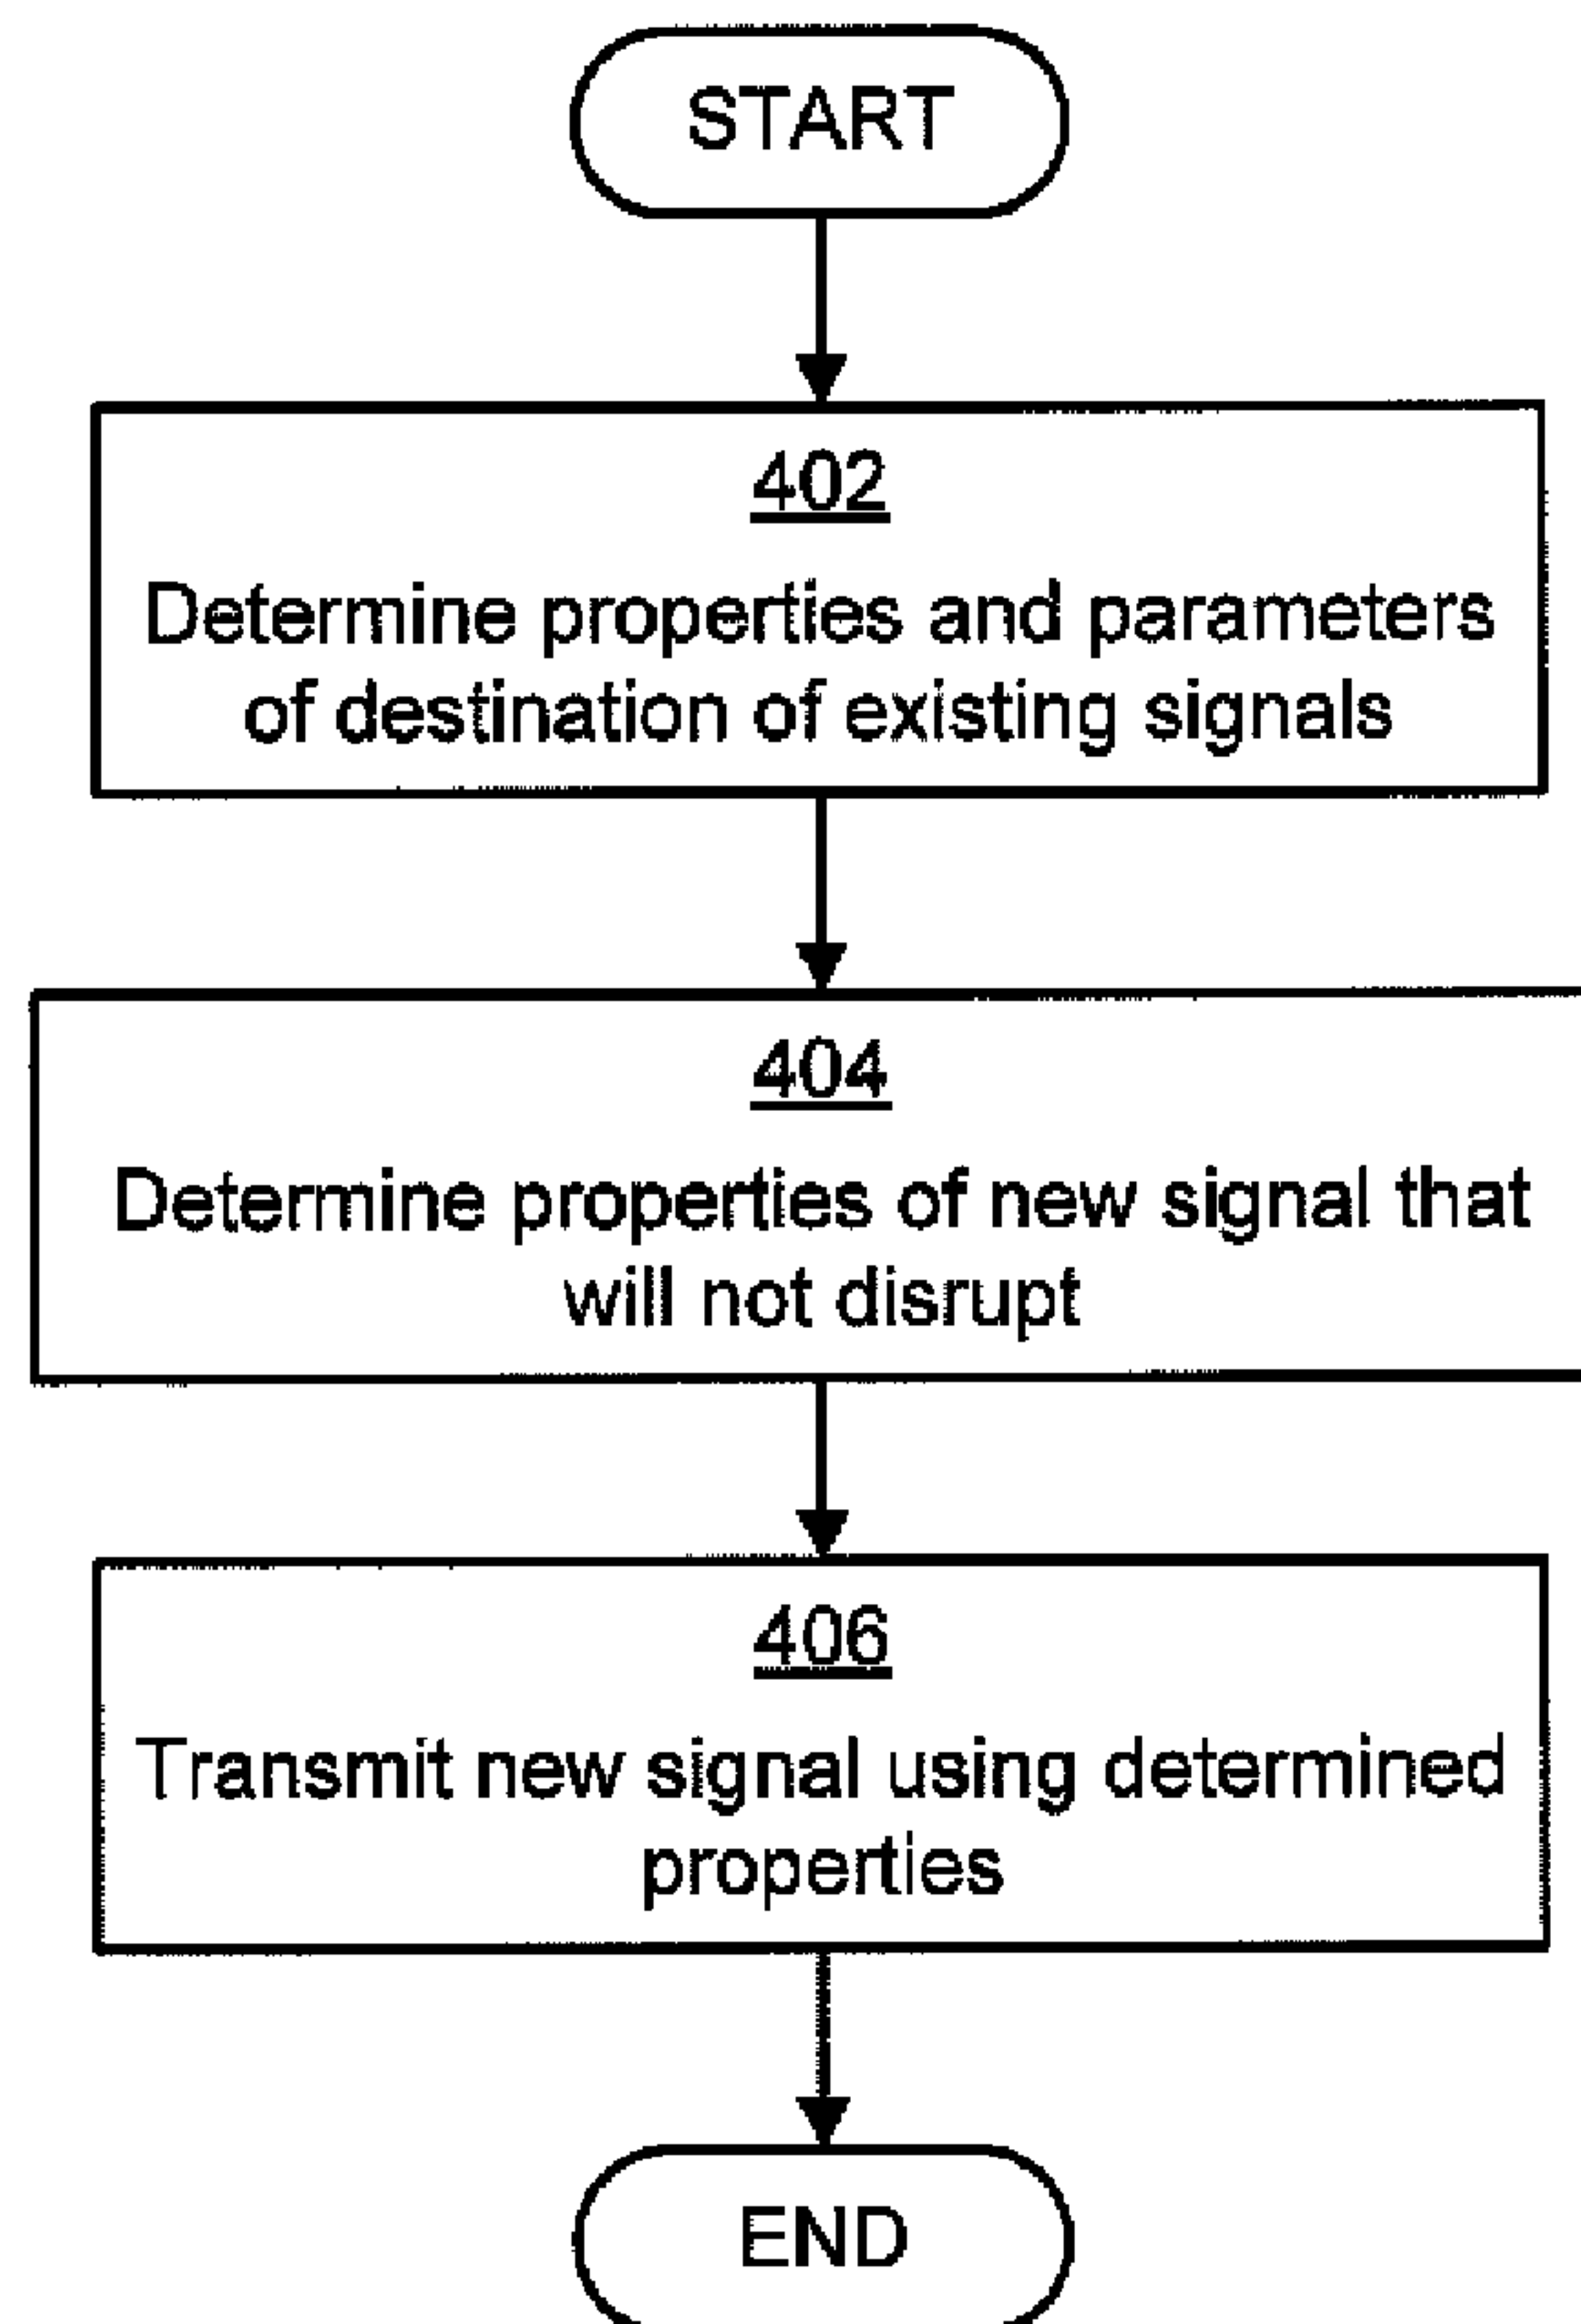 START
402
Determine properties and parameters
of destination of existing signals
404
Determine properties of new signal that
will not disrupt
406
Transmit new signal using determined
properties
END